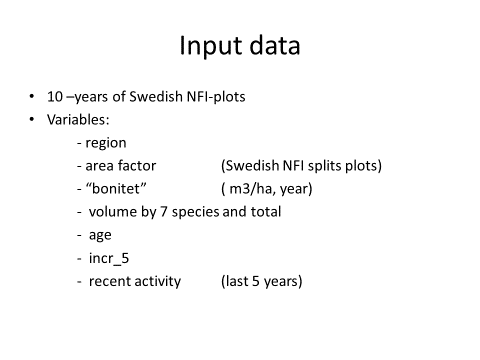 Input data
• 10 –years of Swedish NFI-plots
• Variables:
- region
- area factor (Swedish NFI splits plots)
- “bonitet” ( m3/ha, year)
- volume by 7 species and total
- age
- incr_5
- recent activity (last 5 years)